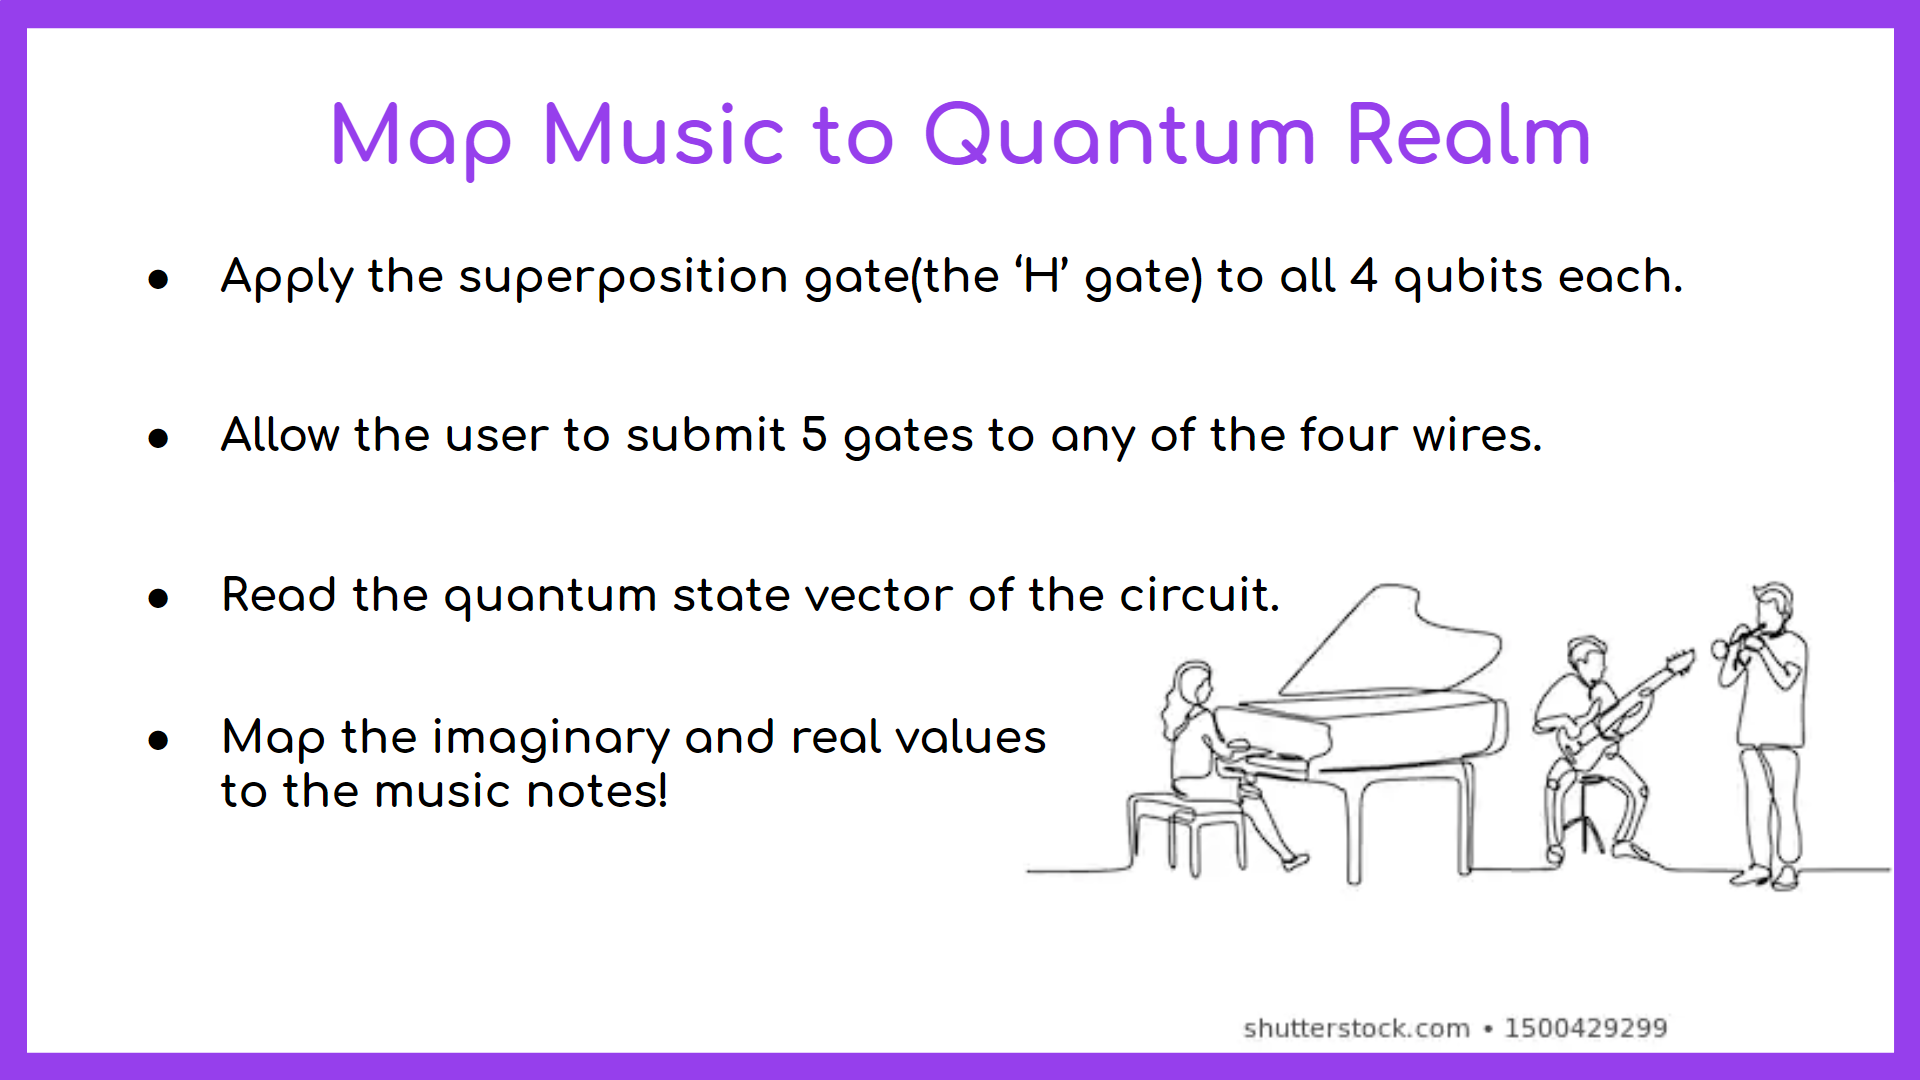 Map Music to Quantum Realm
● Apply the superposition gate(the ‘H’ gate) to all 4 qubits each.
● Allow the user to submit 5 gates to any of the four wires.
● Read the quantum state vector of the circuit.
● Map the imaginary and real values
to the music notes!
shutterstock.com • 1500429299